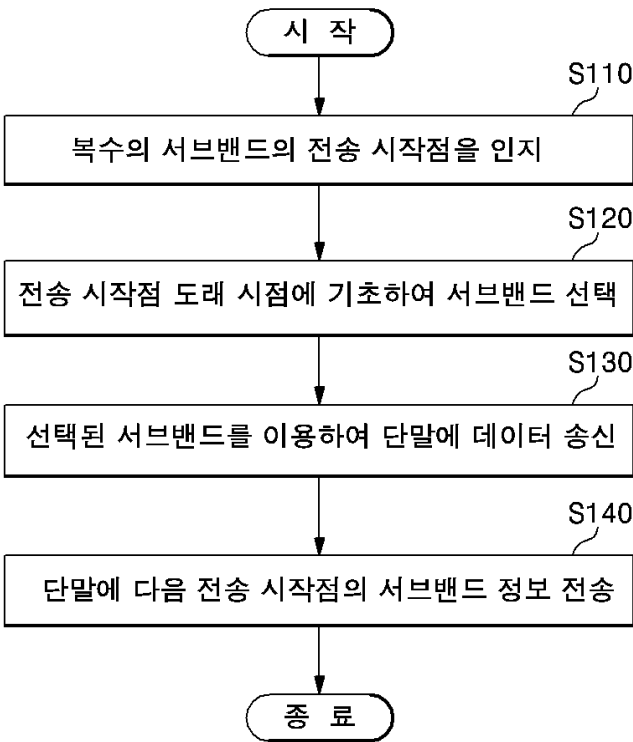 시 작
S110
복수의 서브밴드의 전송 시작점을 인지
S120
전송 시작점 도래 시점에 기초하여 서브밴드 선택
S130
선택된 서브밴드를 이용하여 단말에 데이터 송신
S140
단말에 다음 전송 시작점의 서브밴드 정보 전송
종 료